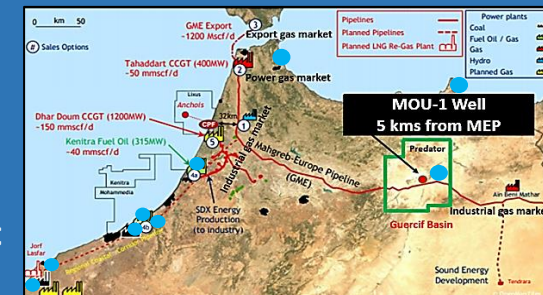 0 km 50
# Sales Options
GME Export
~1200 Mscf/d
3
Export gas market
Pipelines
Planned Pipelines
Planned LNG Re-Gas Plant
Power plants
Coal
Fuel Oil / Gas
Gas
Hydro
Planned Gas
Tahaddart CCGT (400MW)
~50 mmscf/d
2
Power gas market
Lixus
Anchois
32km
CPF
1
Dhar Doum CCGT (1200MW)
~150 mmscf/d
5
Kenitra Fuel Oil (315MW)
~40 mmscf/d
4a
Industrial gas market
Mahgreb-Europe Pipeline
(GME)
MOU-1 Well
5 kms from MEP
Predator
Guercif Basin
Ain Beni Mathar
Industrial gas market
Kenitra
Mohammedia
SDX Energy
Production
(to industry)
4b
Jorf
Lasfar
Sound Energy
Development
Tendrara